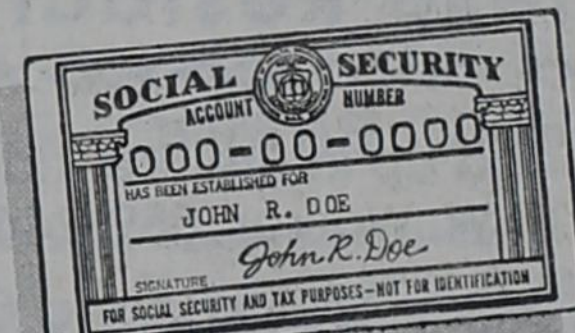 SOCIAL SECURITY
ACCOUNT NUMBER
000-00-0000
HAS BEEN ESTABLISHED FOR
JOHN R. DOE
John R. Doe
SIGNATURE
FOR SOCIAL SECURITY AND TAX PURPOSES-NOT FOR IDENTIFICATION